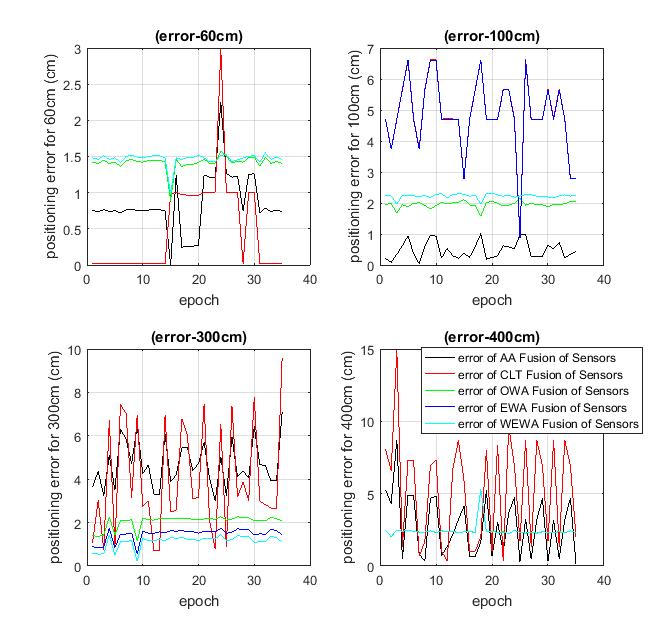 (error-60cm)
positioning error for 60cm (cm)
3
2.5
2
1.5
1
0.5
0
0
10
20
30
40
epoch
(error-100cm)
positioning error for 100cm (cm)
7
6
5
4
3
2
1
0
0
10
20
30
40
epoch
(error-300cm)
positioning error for 300cm (cm)
10
8
6
4
2
0
0
10
20
30
40
epoch
(error-400cm)
positioning error for 400cm (cm)
15
10
5
0
0
10
20
30
40
epoch
error of AA Fusion of Sensors
error of CLT Fusion of Sensors
error of OWA Fusion of Sensors
error of EWA Fusion of Sensors
error of WEWA Fusion of Sensors